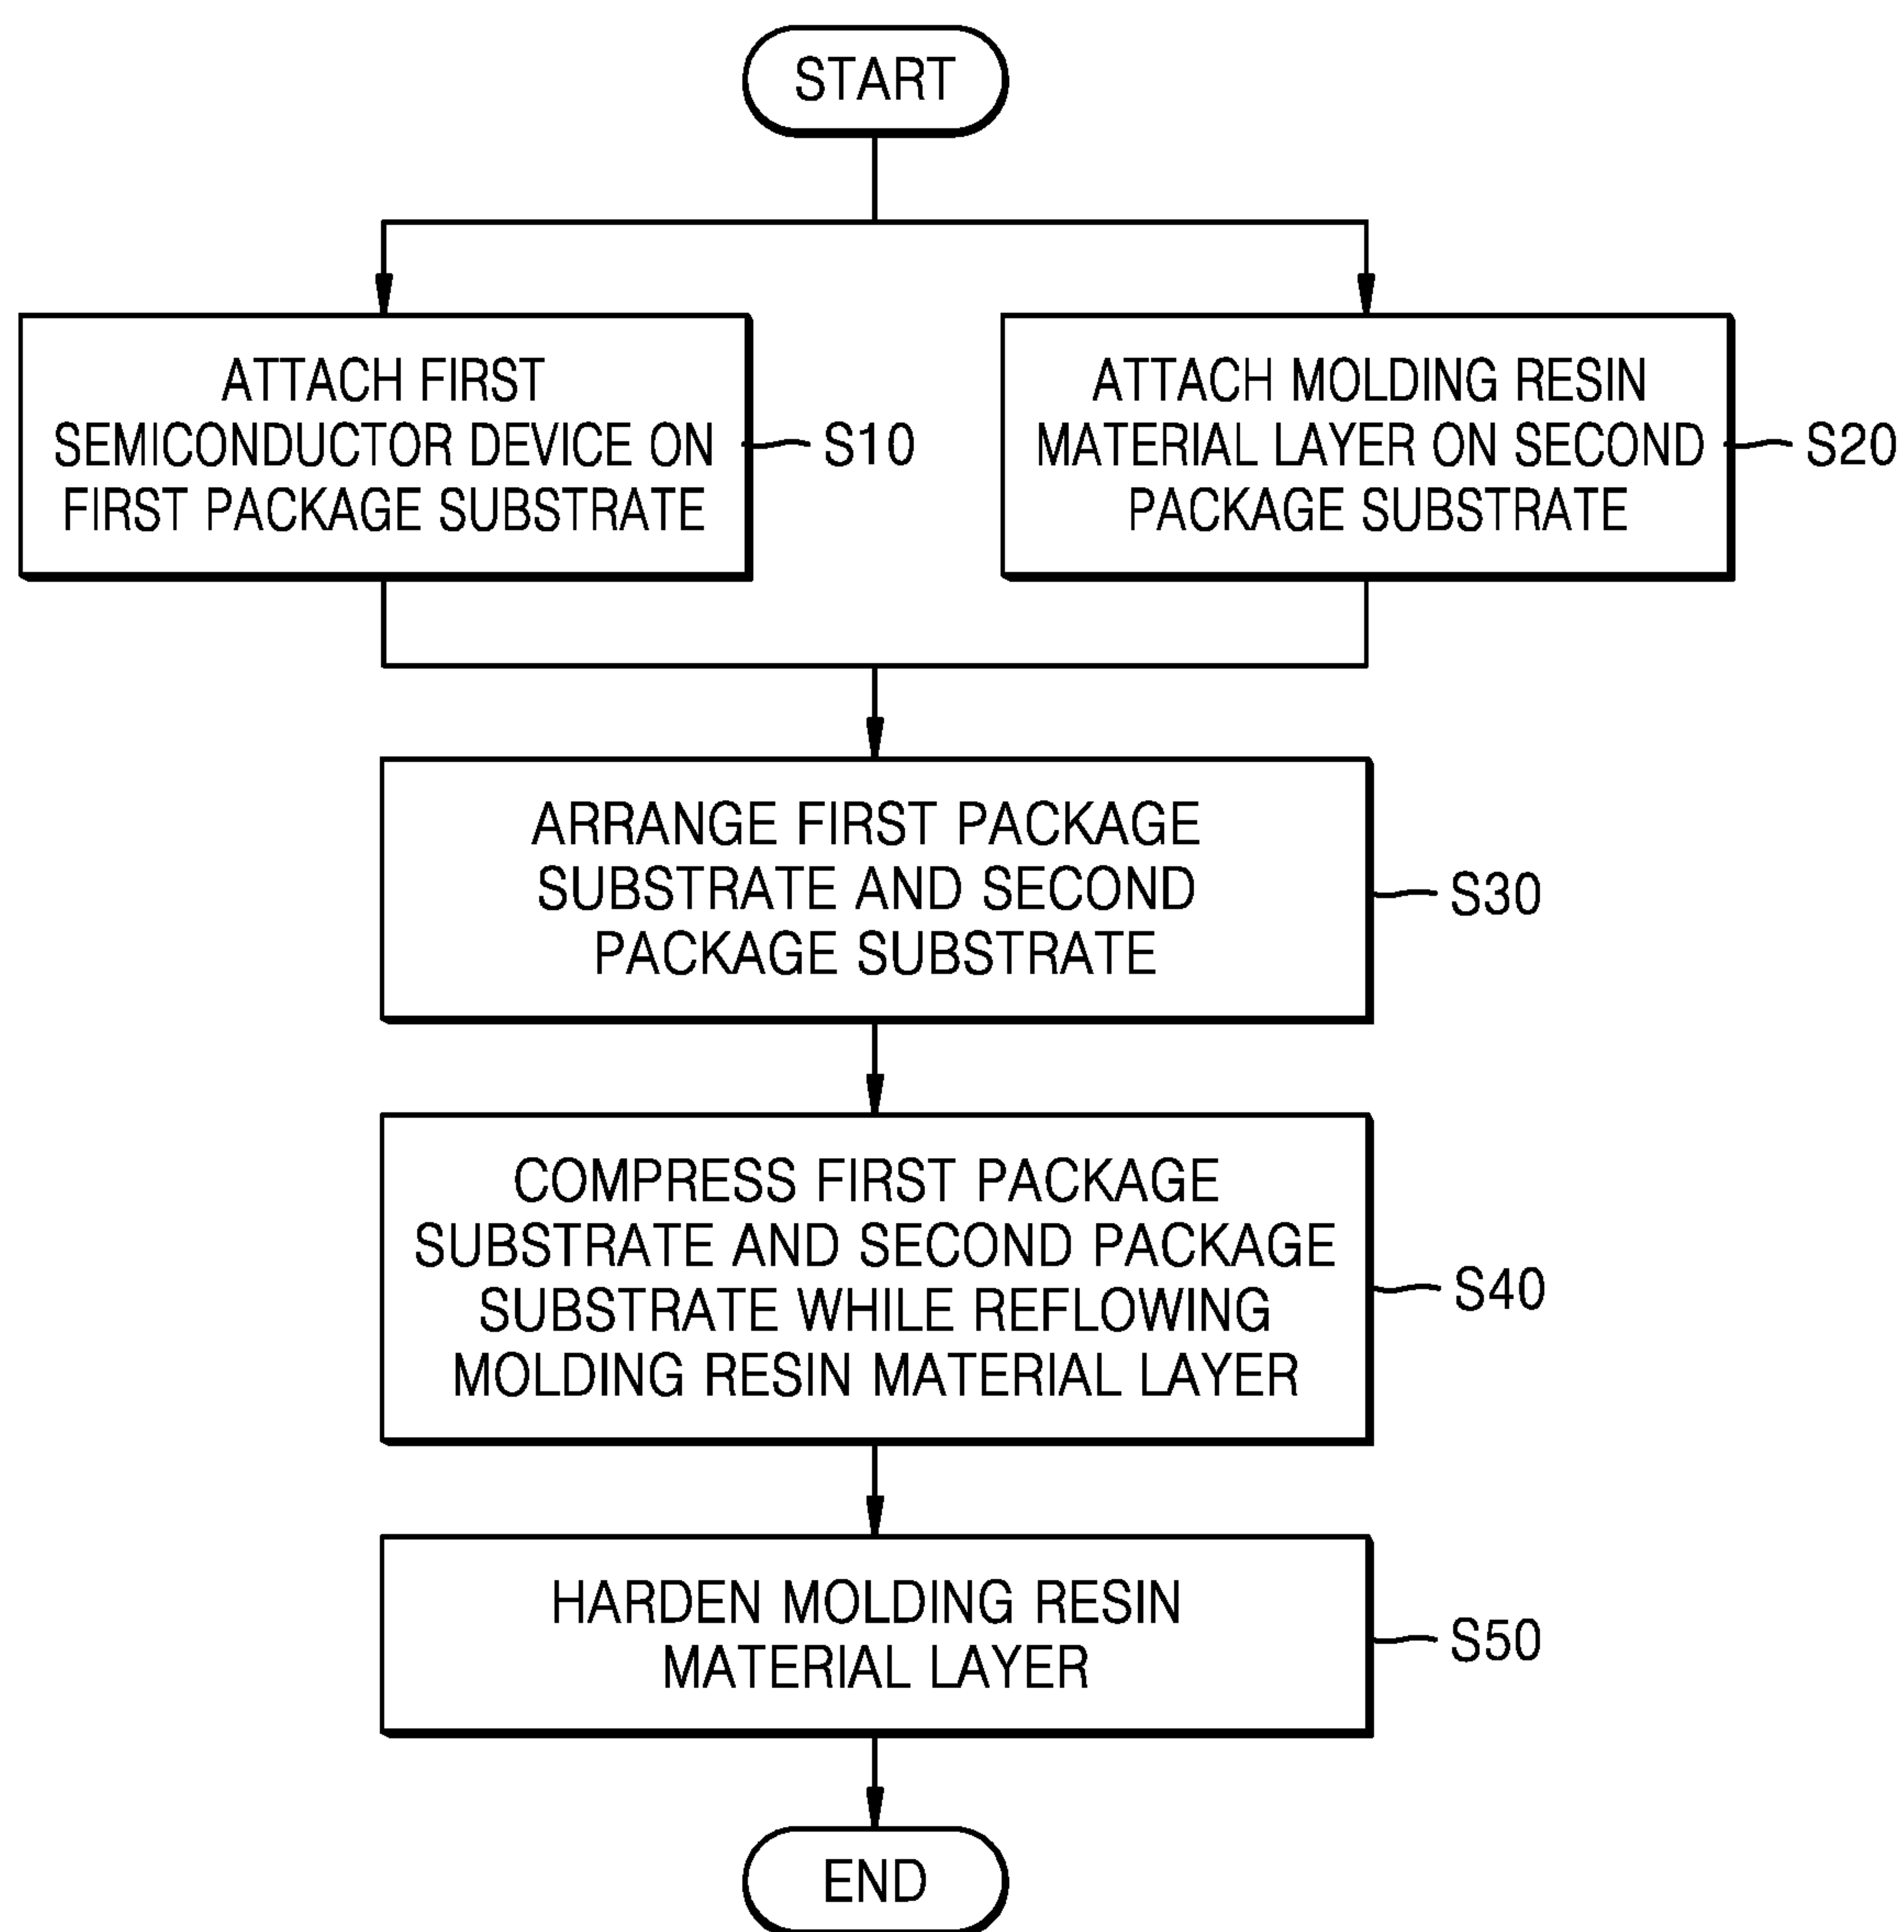 START
ATTACH FIRST
SEMICONDUCTOR DEVICE ON
FIRST PACKAGE SUBSTRATE
S10
ATTACH MOLDING RESIN
MATERIAL LAYER ON SECOND
PACKAGE SUBSTRATE
S20
ARRANGE FIRST PACKAGE
SUBSTRATE AND SECOND
PACKAGE SUBSTRATE
S30
COMPRESS FIRST PACKAGE
SUBSTRATE AND SECOND PACKAGE
SUBSTRATE WHILE REFLOWING
MOLDING RESIN MATERIAL LAYER
S40
HARDEN MOLDING RESIN
MATERIAL LAYER
S50
END